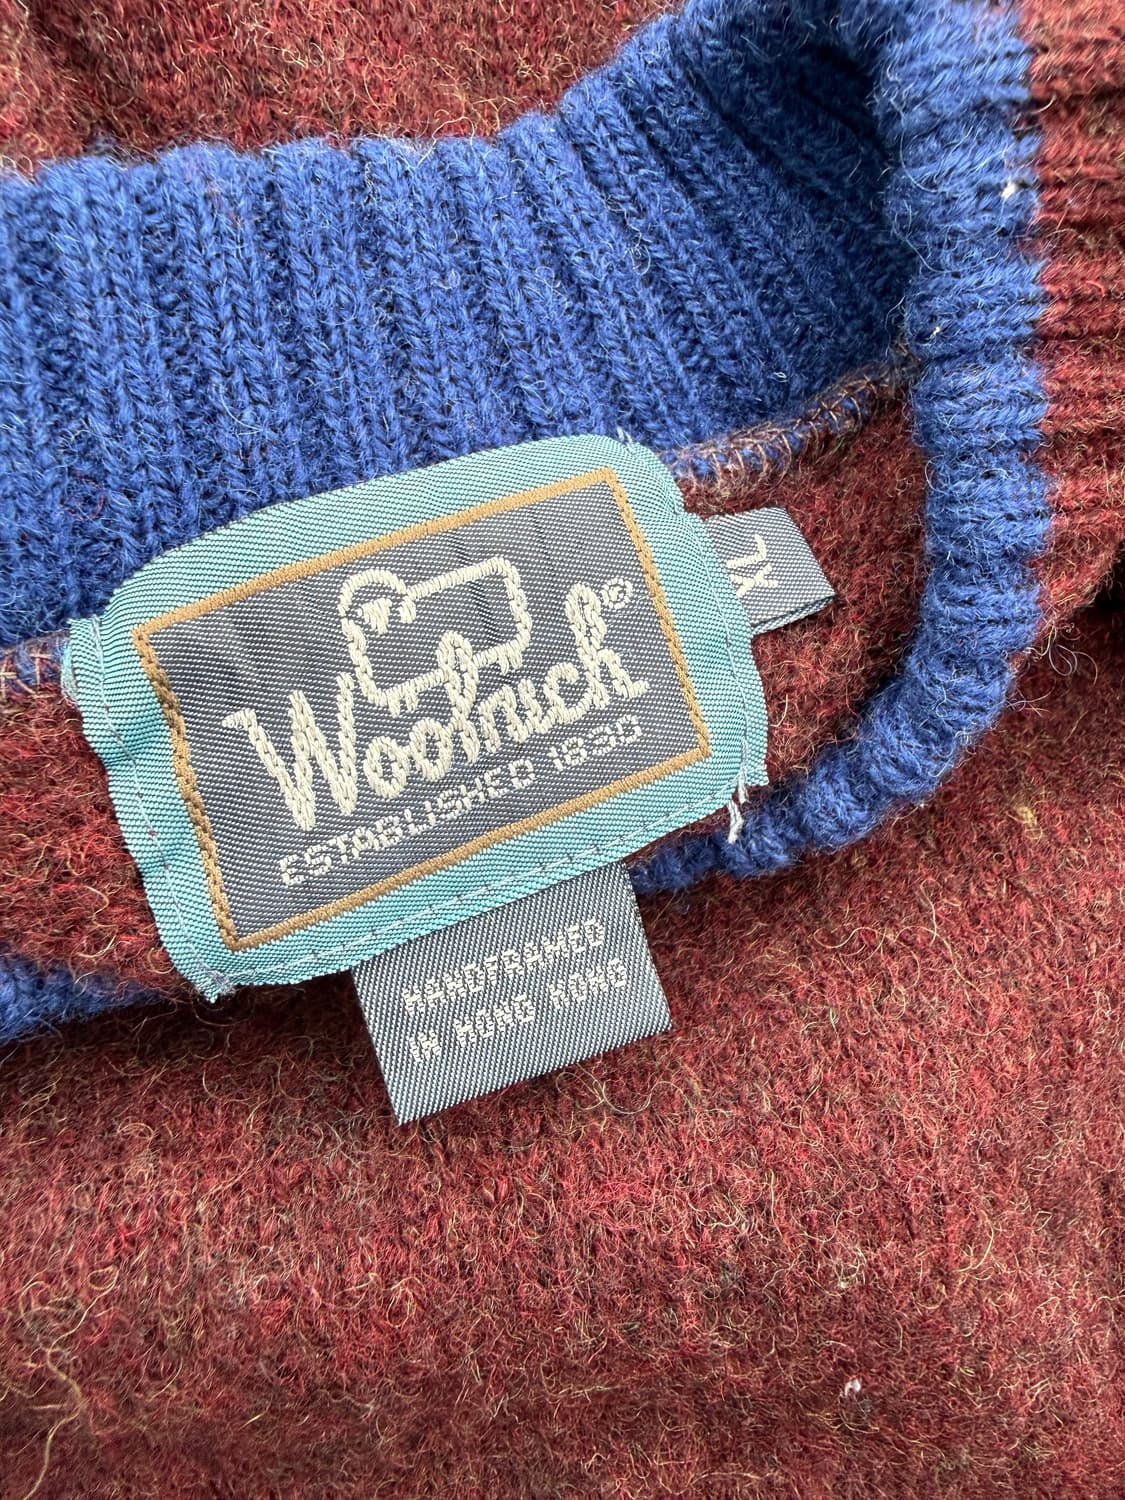 Woolrich®
ESTABLISHED 1830
XL
HANDFRAMED
IN HONG KONG